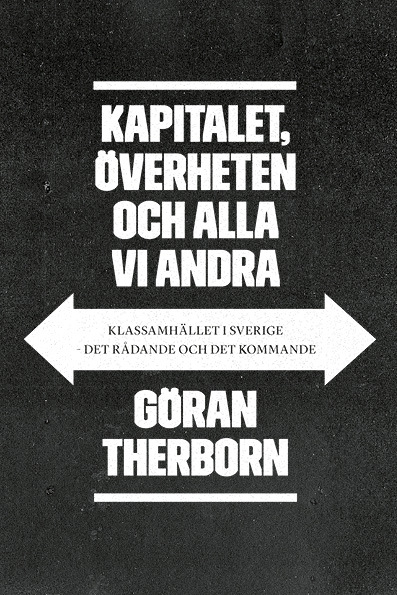 KAPITALET,
ÖVERHETEN
OCH ALLA
VI ANDRA
KLASSAMHÄLLET I SVERIGE
- DET RÅDANDE OCH DET KOMMANDE
GÖRAN
THERBORN